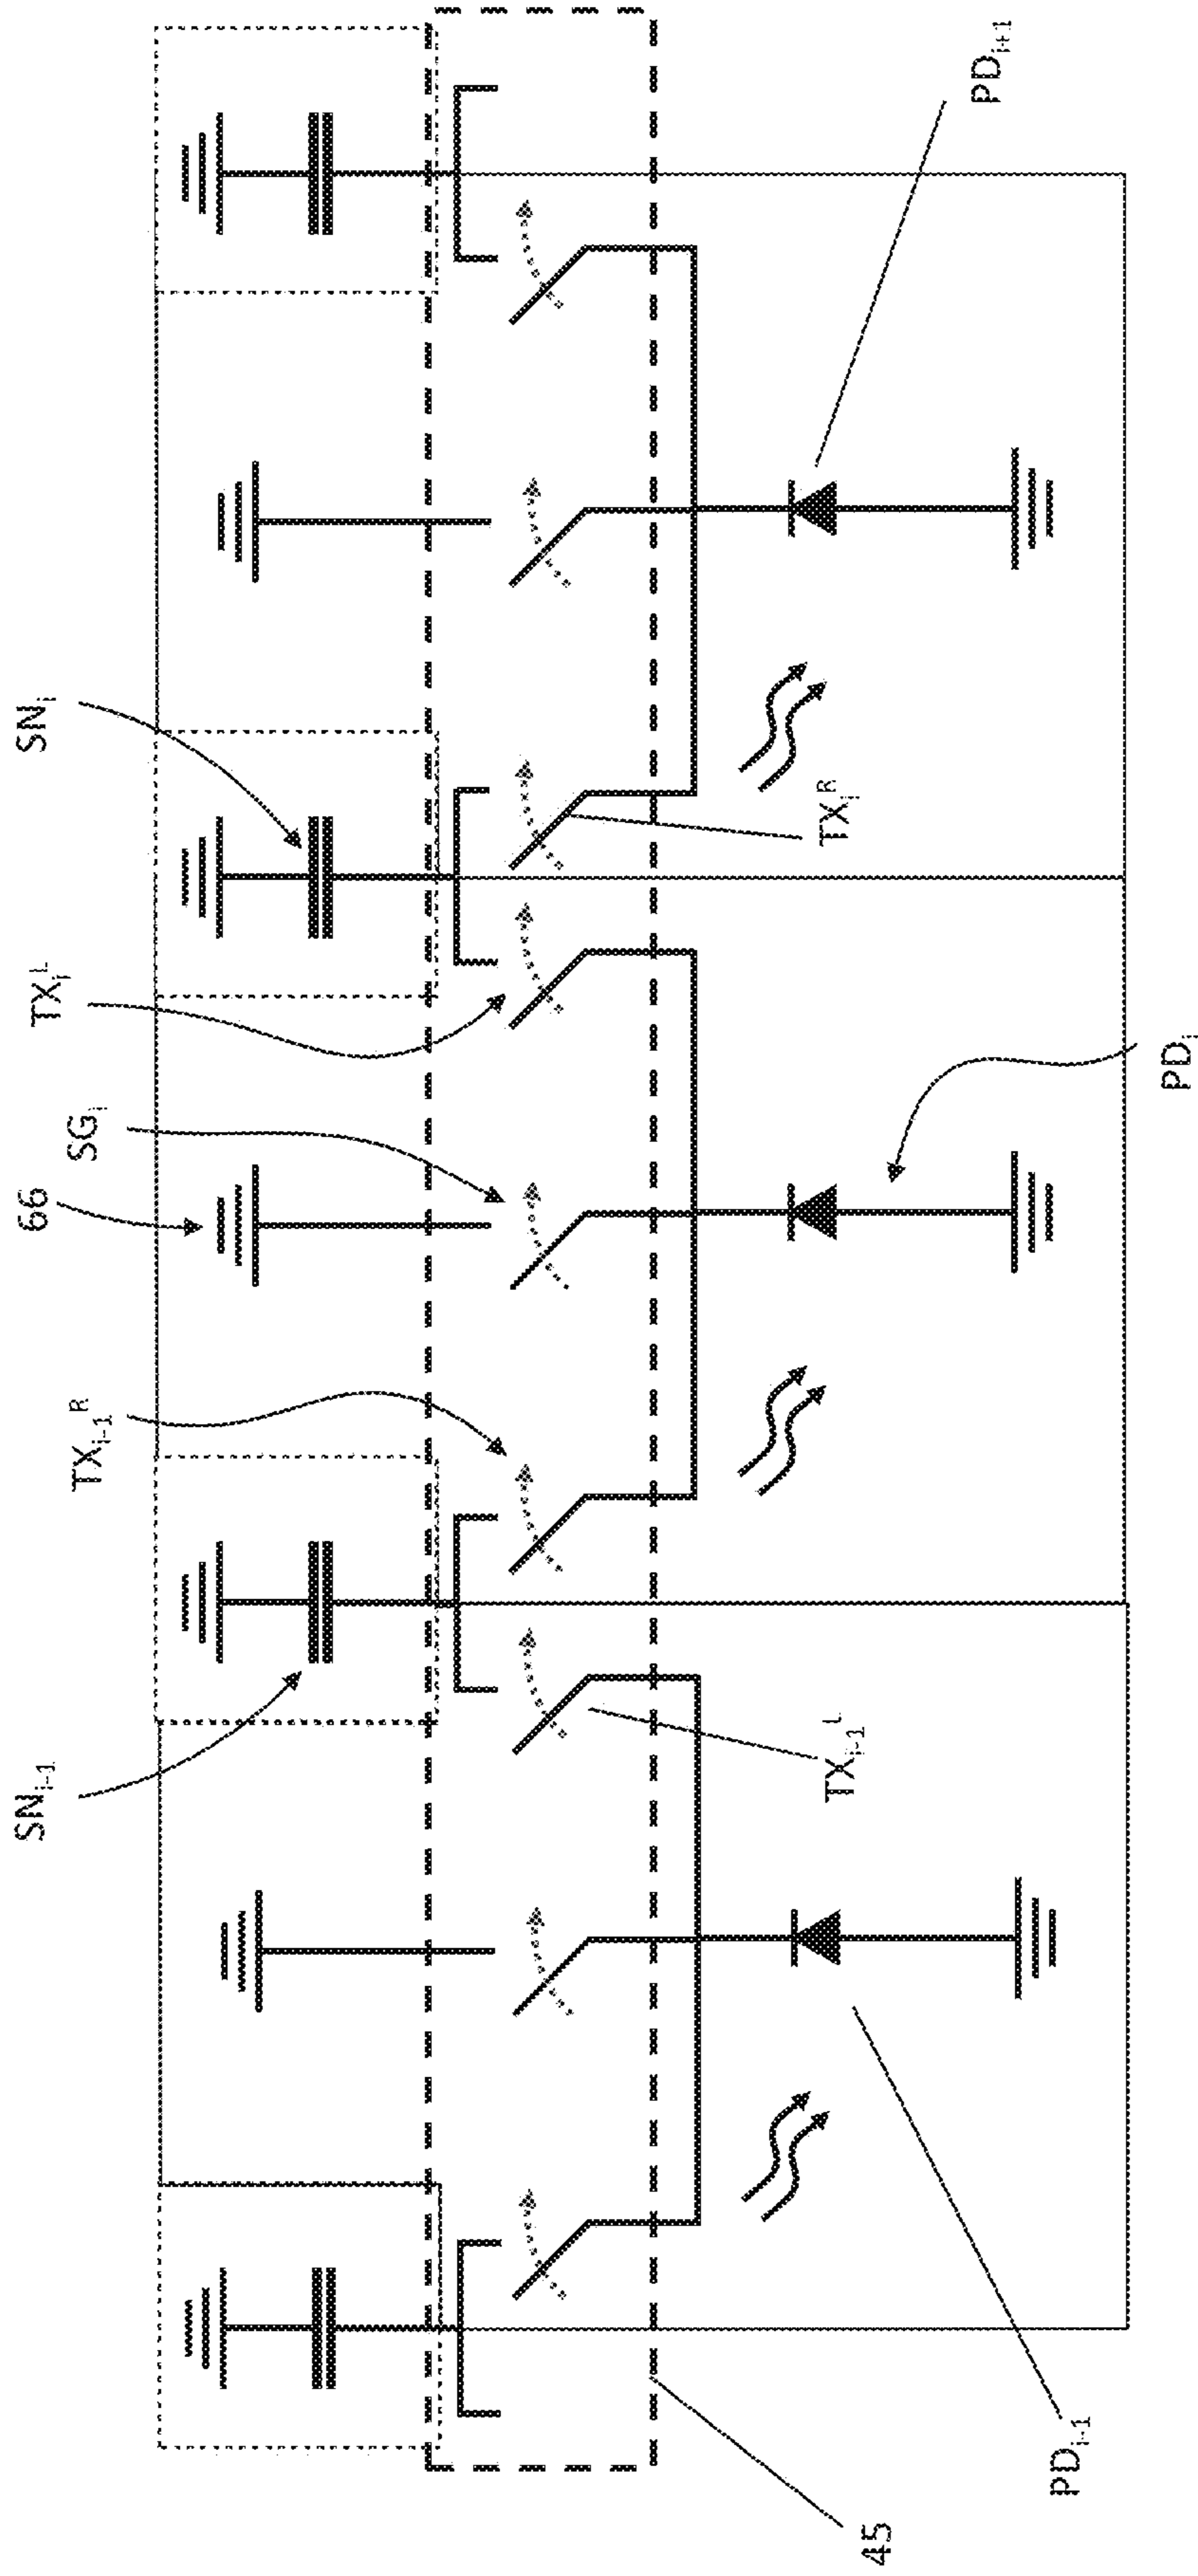 SN_{i-1}
TX_{i-1}^R
66
SG_i
TX_i^L
SN_i
TX_{i-1}^L
TX_i^R
45
PD_{i-1}
PD_i
PD_{i+1}